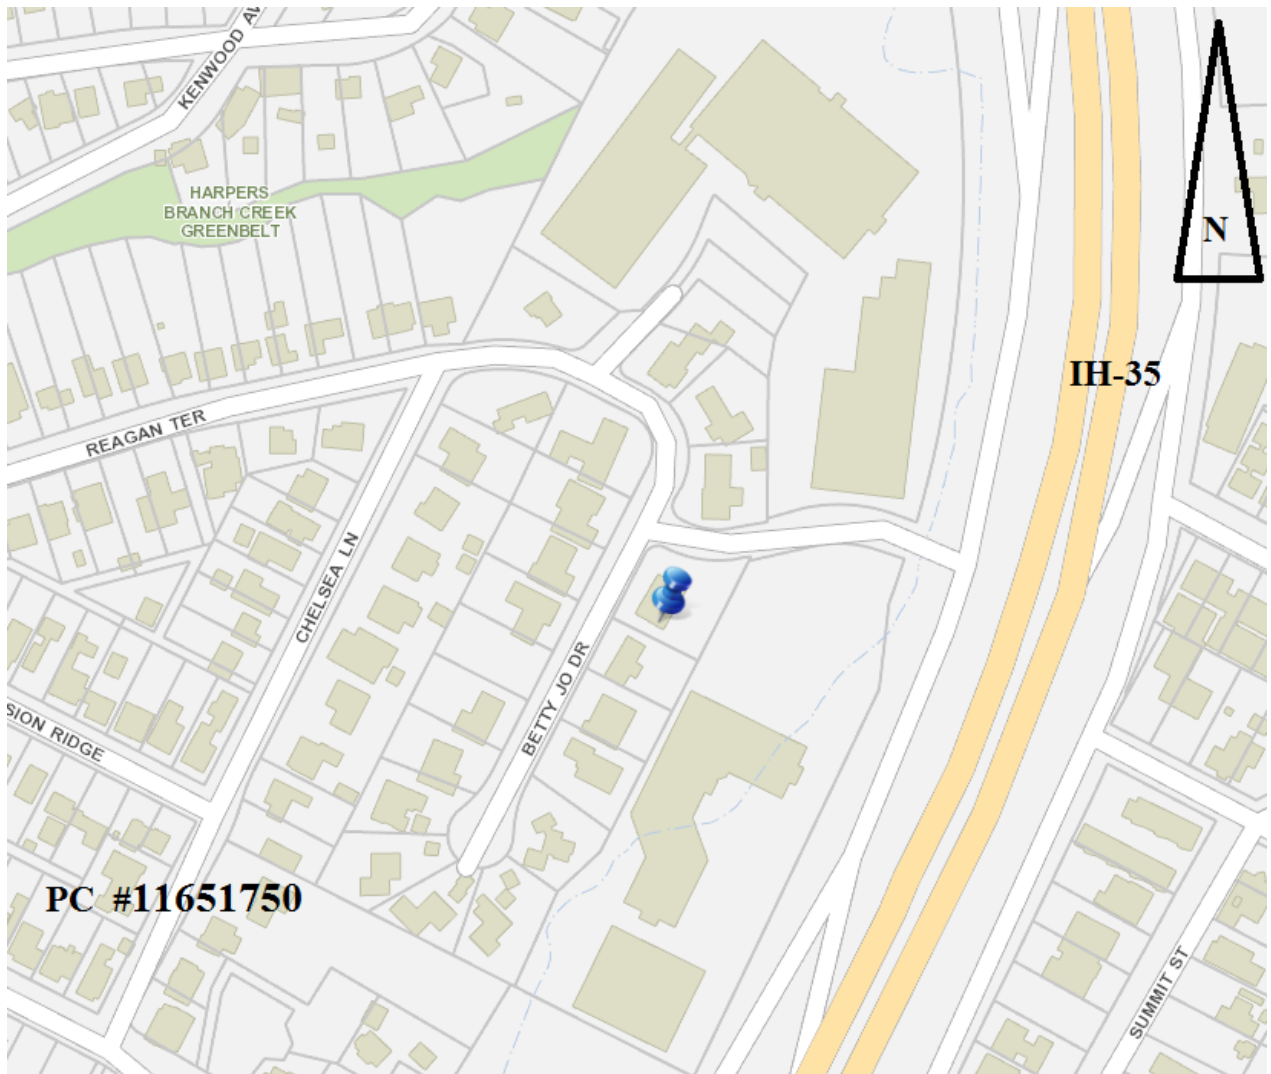 KENWOOD AV
HARPERS
BRANCH CREEK
GREENBELT
N
IH-35
REAGAN TER
CHELSEA LN
BETTY JO DR
SION RIDGE
PC #11651750
SUMMIT ST